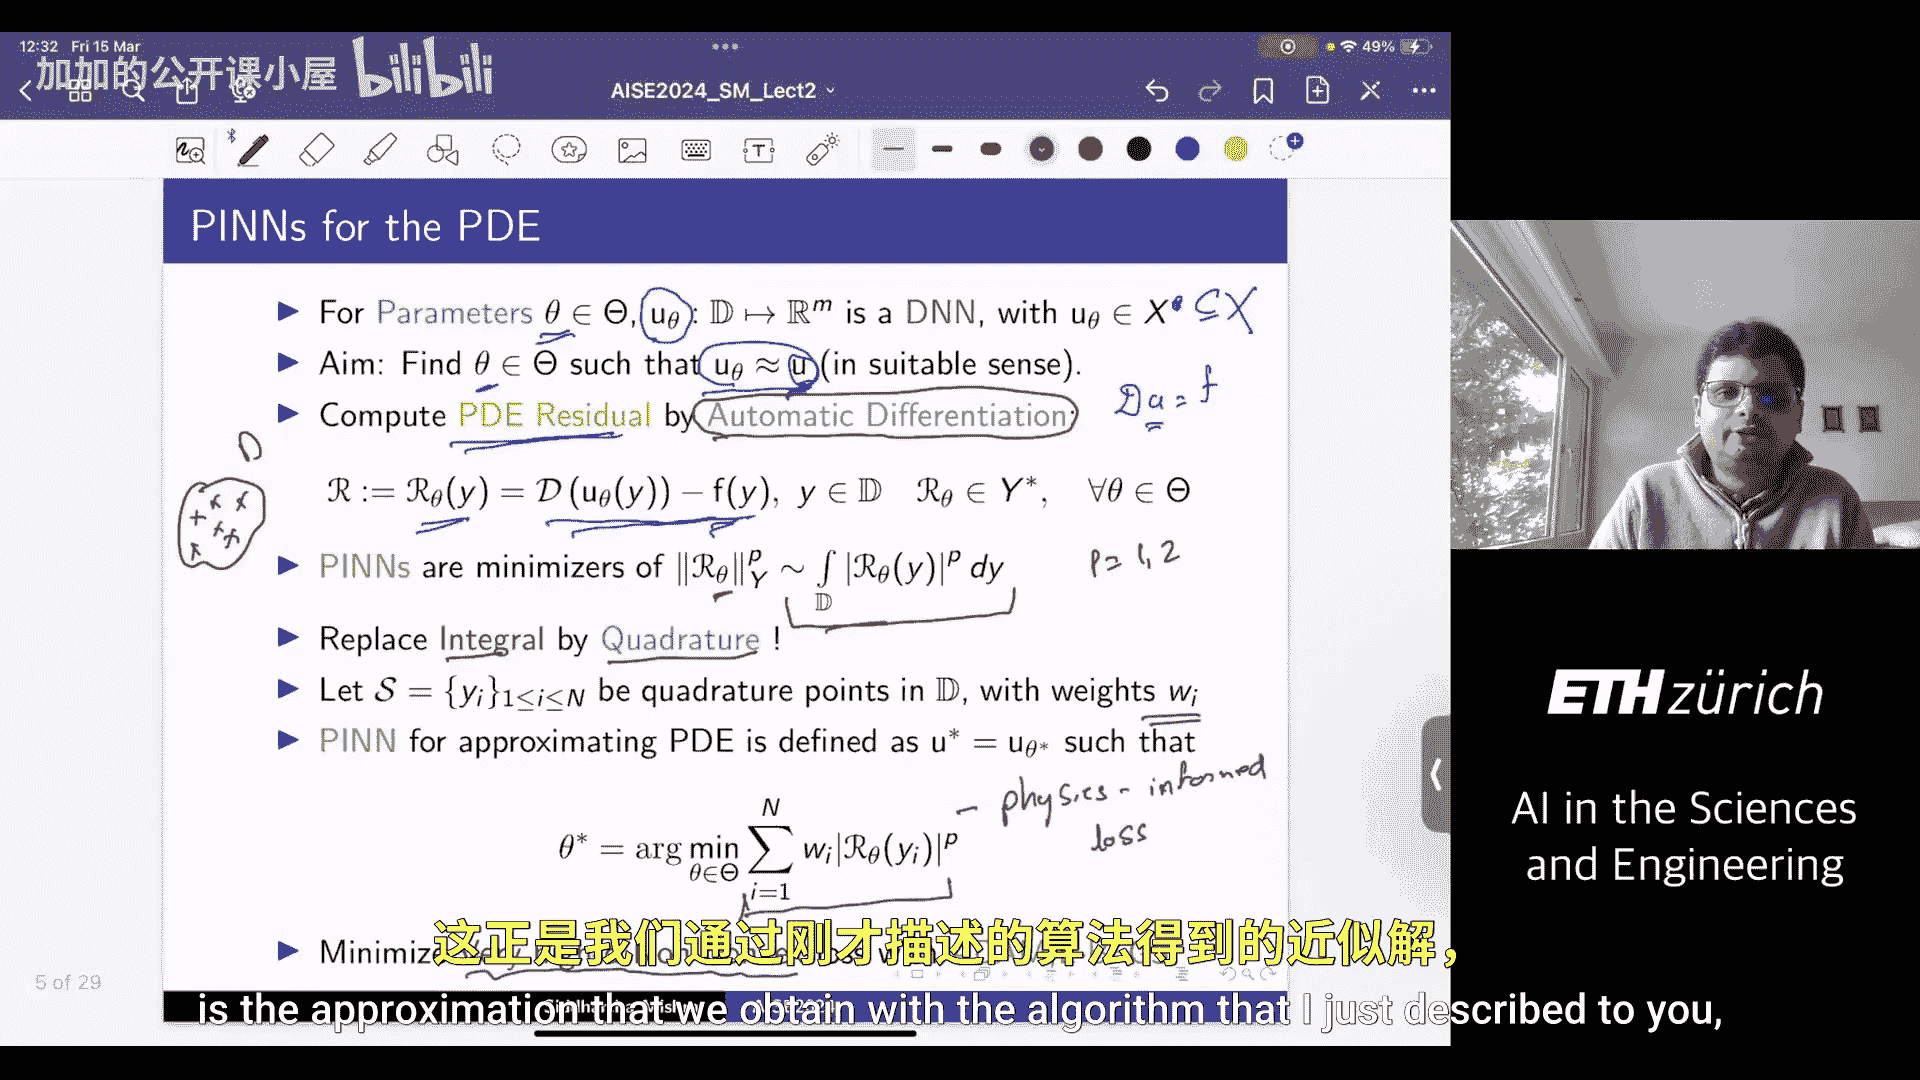 12:32 Fri 15 Mar
49%
加加的公开课小屋 bilibili
AISE2024_SM_Lect2
PINNs for the PDE
For Parameters θ ∈ Θ, u_θ : 𝔻 ↦ ℝ^m is a DNN, with u_θ ∈ X* ⊆ X
Aim: Find θ ∈ Θ such that u_θ ≈ u (in suitable sense).
Compute PDE Residual by Automatic Differentiation:
𝒟u = f
D
ℛ := ℛ_θ(y) = 𝒟(u_θ(y)) − f(y), y ∈ 𝔻 ℛ_θ ∈ Y*, ∀θ ∈ Θ
PINNs are minimizers of ‖ℛ_θ‖_Y^p ∼ ∫_𝔻 |ℛ_θ(y)|^p dy
p = 1, 2
Replace Integral by Quadrature !
Let 𝒮 = {y_i}_{1≤i≤N} be quadrature points in 𝔻, with weights w_i
PINN for approximating PDE is defined as u* = u_{θ*} such that
θ* = arg min_{θ∈Θ} ∑_{i=1}^N w_i|ℛ_θ(y_i)|^p
– physics-informed
loss
这正是我们通过刚才描述的算法得到的近似解，
is the approximation that we obtain with the algorithm that I just described to you,
5 of 29
ETH zürich
AI in the Sciences
and Engineering